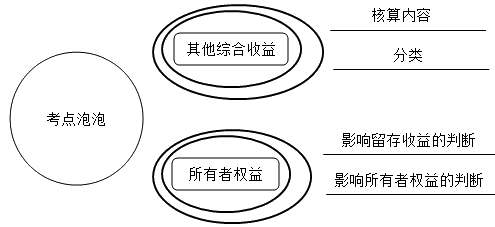 考点泡泡
其他综合收益
核算内容
分类
所有者权益
影响留存收益的判断
影响所有者权益的判断